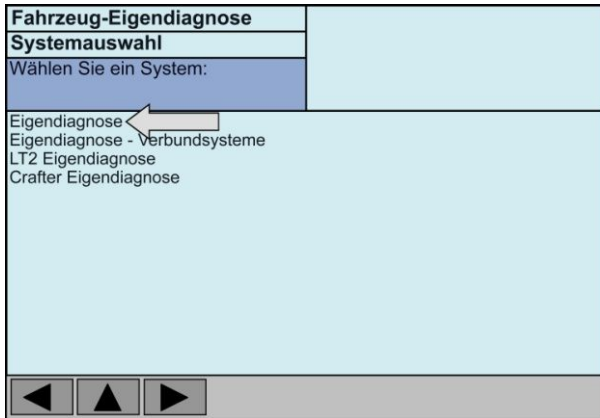 Fahrzeug-Eigendiagnose
Systemauswahl
Wählen Sie ein System:
Eigendiagnose
Eigendiagnose - Verbundsysteme
LT2 Eigendiagnose
Crafter Eigendiagnose